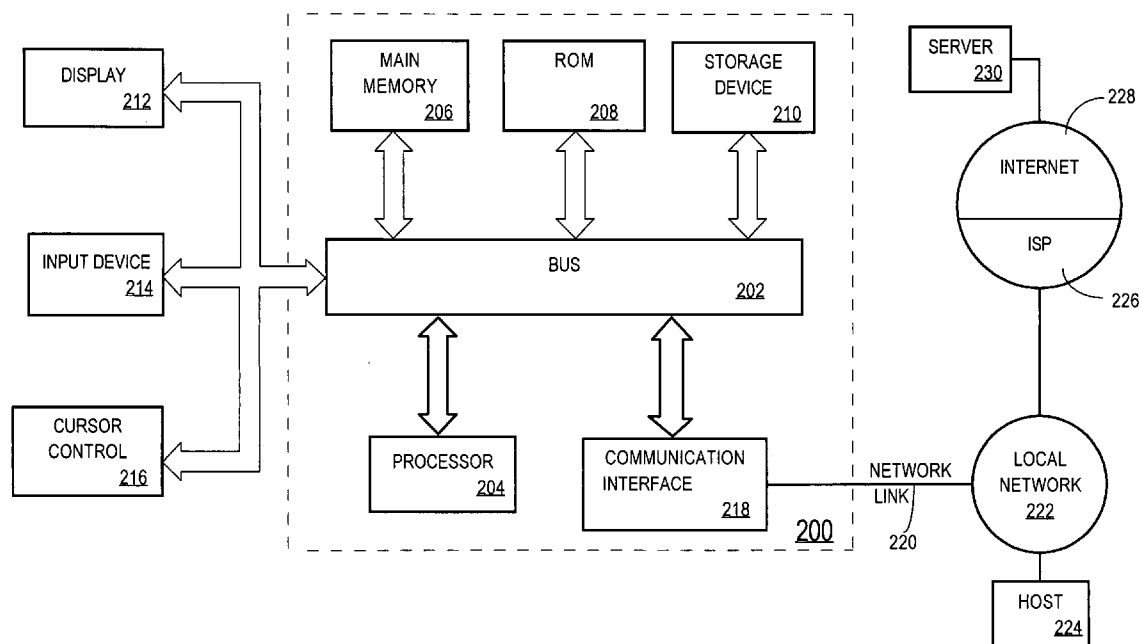 DISPLAY
212
INPUT DEVICE
214
CURSOR
CONTROL
216
MAIN
MEMORY
206
ROM
208
STORAGE
DEVICE
210
BUS
202
PROCESSOR
204
COMMUNICATION
INTERFACE
218
200
SERVER
230
228
INTERNET
ISP
226
NETWORK
LINK
220
LOCAL
NETWORK
222
HOST
224